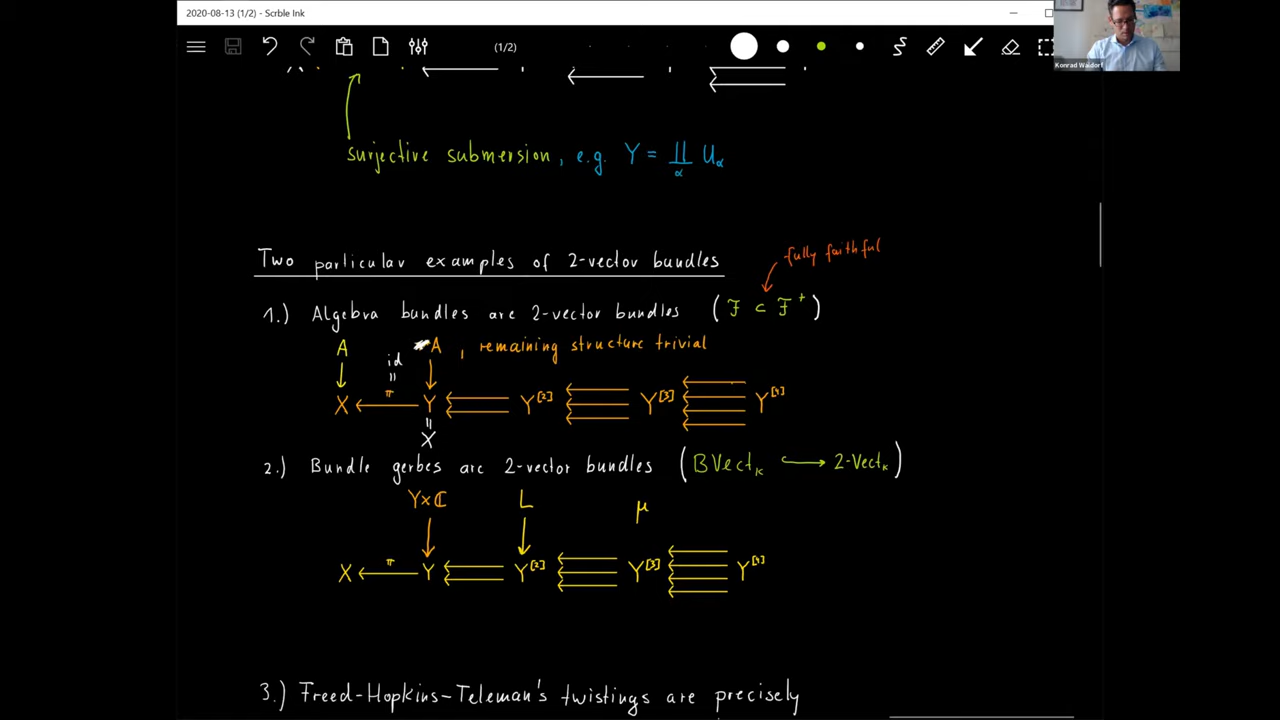 2020-08-13 (1/2) - Scrble Ink
(1/2)
Konrad Waldorf
surjective submersion, e.g. Y = ∐_α U_α
Two particular examples of 2-vector bundles
fully faithful
1.) Algebra bundles are 2-vector bundles (F ⊂ F⁺)
A id A, remaining structure trivial
=
X ←π Y Y^[2] Y^[3] Y^[4]
=
X
2.) Bundle gerbes are 2-vector bundles (BVect_k ↪ 2-Vect_k)
Y×ℂ L μ
X ←π Y Y^[2] Y^[3] Y^[4]
3.) Freed-Hopkins-Teleman's twistings are precisely